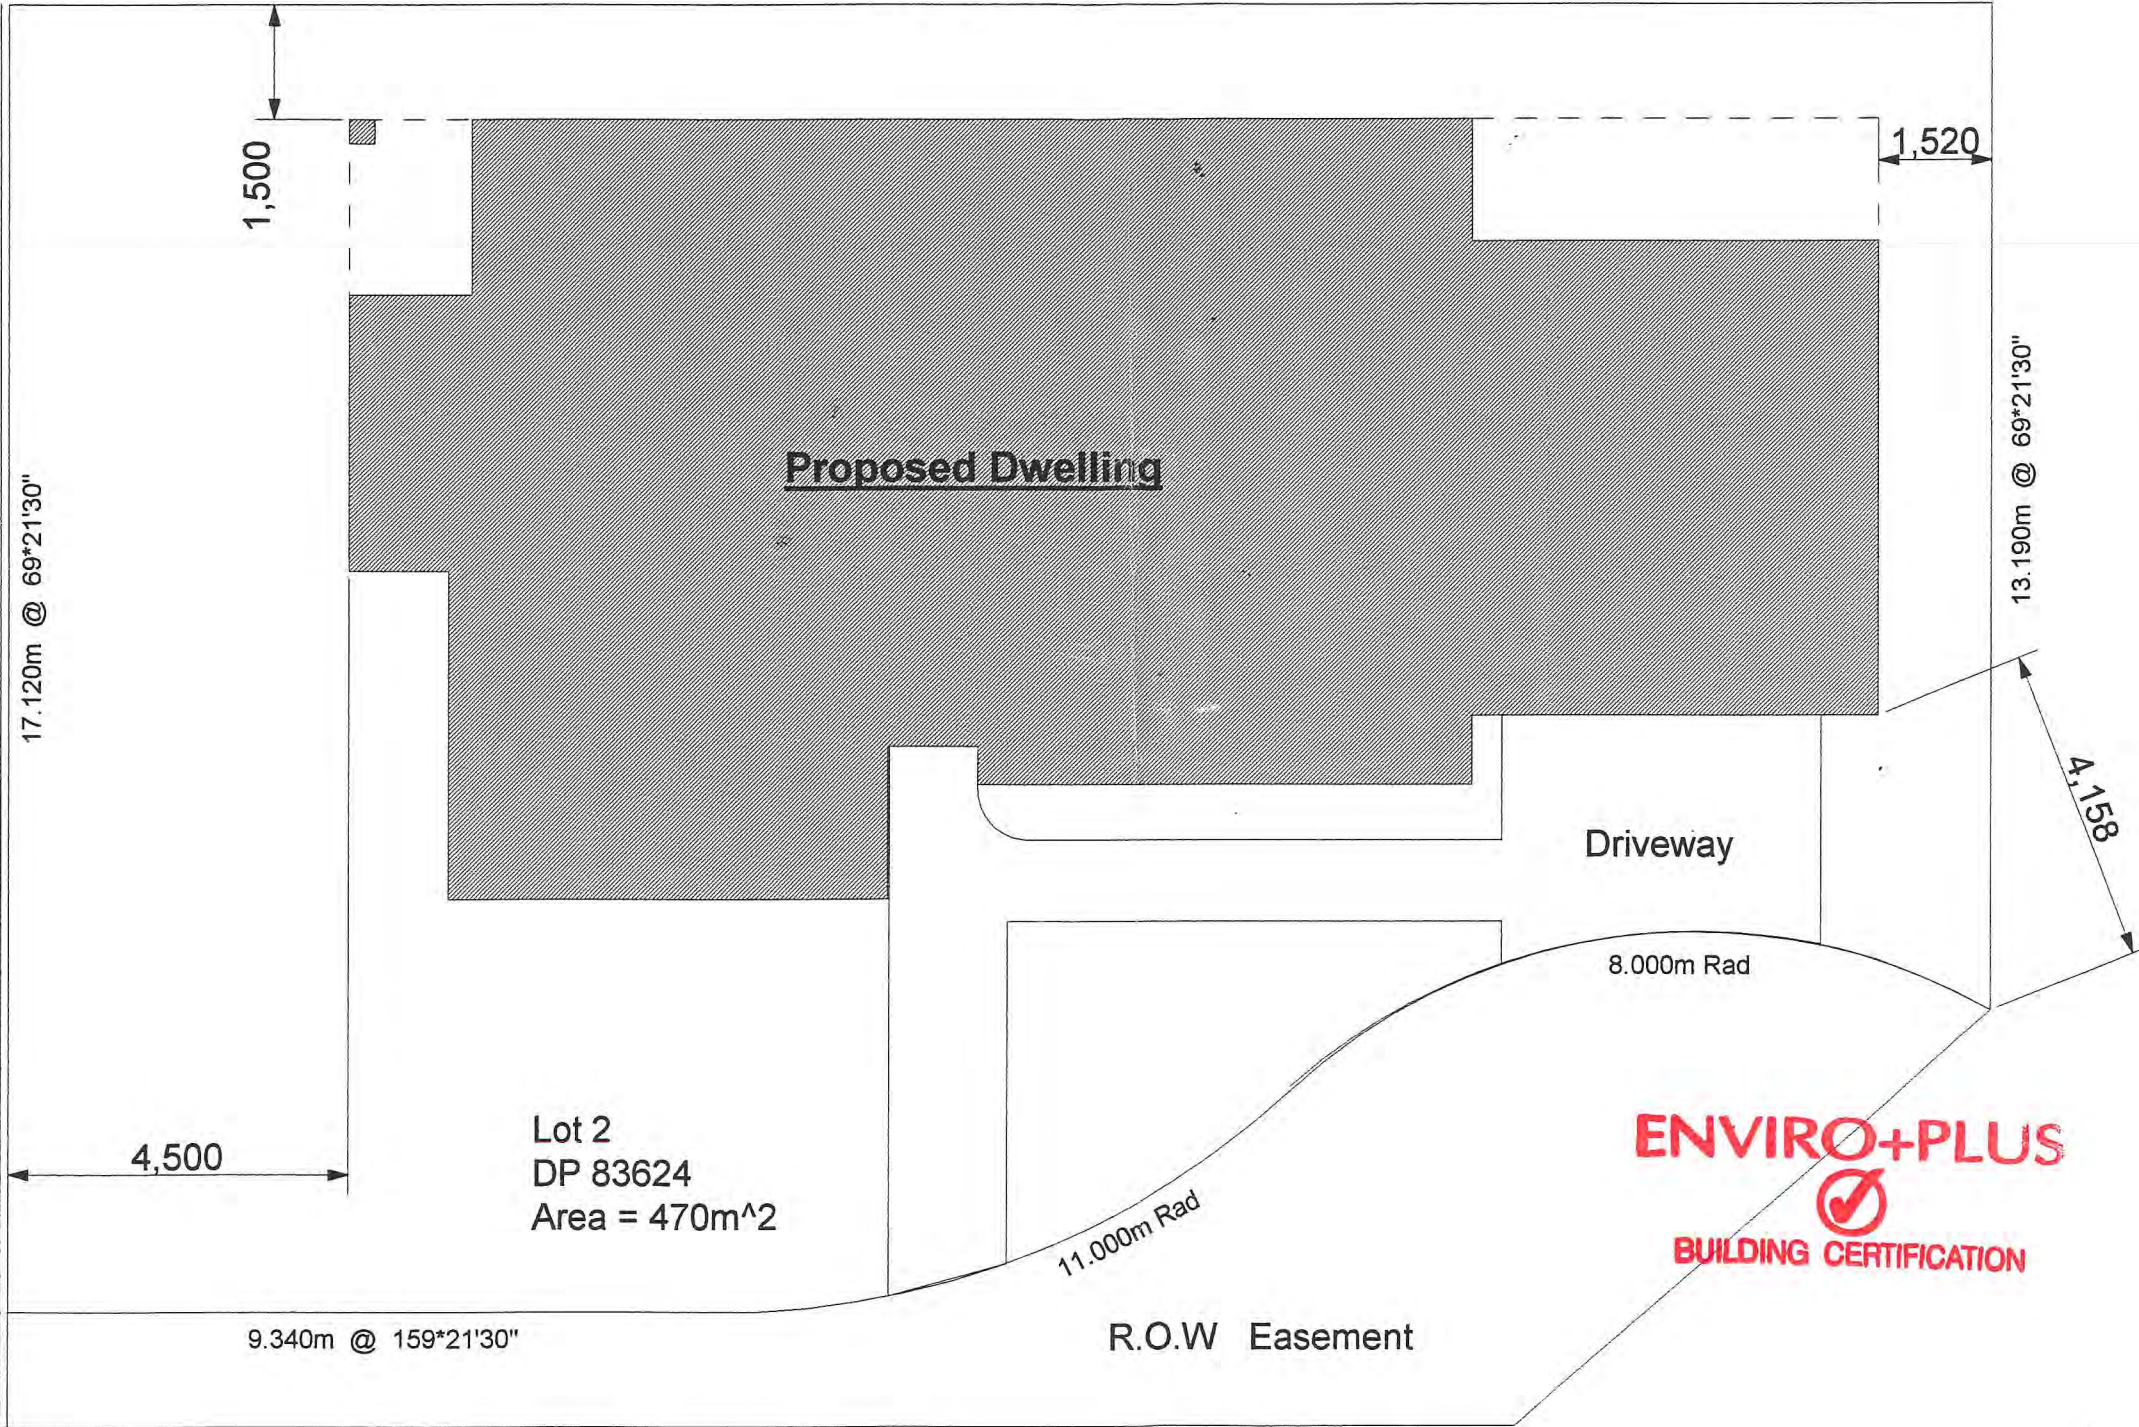 1,500
1,520
Proposed Dwelling
17.120m @ 69*21'30"
13.190m @ 69*21'30"
4,158
Driveway
8.000m Rad
Lot 2
DP 83624
Area = 470m^2
4,500
11.000m Rad
ENVIRO+PLUS
BUILDING CERTIFICATION
9.340m @ 159*21'30"
R.O.W Easement